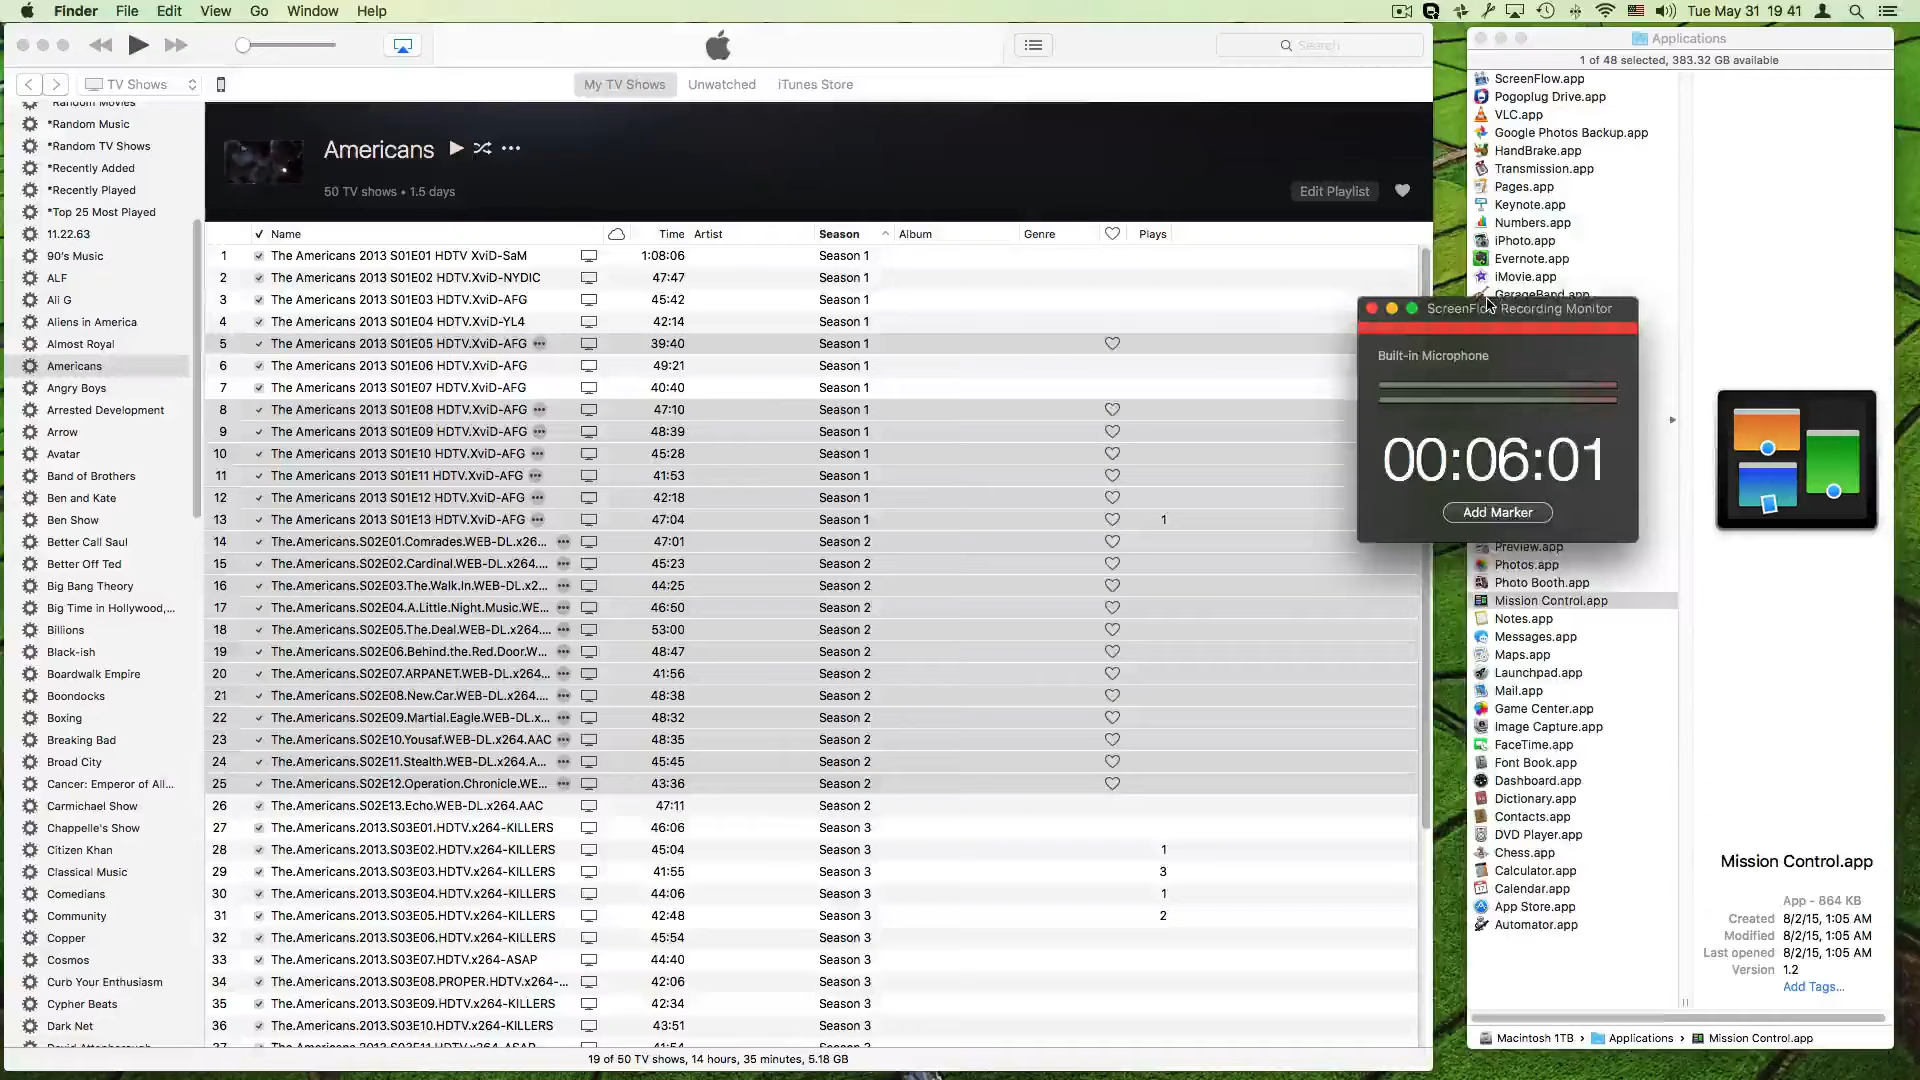 Finder File Edit View Go Window Help
Tue May 31 19 41
Search
TV Shows
My TV Shows Unwatched iTunes Store
*Random Movies
*Random Music
*Random TV Shows
*Recently Added
*Recently Played
*Top 25 Most Played
11.22.63
90's Music
ALF
Ali G
Aliens in America
Almost Royal
Americans
Angry Boys
Arrested Development
Arrow
Avatar
Band of Brothers
Ben and Kate
Ben Show
Better Call Saul
Better Off Ted
Big Bang Theory
Big Time in Hollywood,...
Billions
Black-ish
Boardwalk Empire
Boondocks
Boxing
Breaking Bad
Broad City
Cancer: Emperor of All...
Carmichael Show
Chappelle's Show
Citizen Khan
Classical Music
Comedians
Community
Copper
Cosmos
Curb Your Enthusiasm
Cypher Beats
Dark Net
Americans
50 TV shows • 1.5 days
Edit Playlist
Name Time Artist Season Album Genre Plays
1 The Americans 2013 S01E01 HDTV XviD-SaM 1:08:06 Season 1
2 The Americans 2013 S01E02 HDTV.XviD-NYDIC 47:47 Season 1
3 The Americans 2013 S01E03 HDTV.XviD-AFG 45:42 Season 1
4 The Americans 2013 S01E04 HDTV.XviD-YL4 42:14 Season 1
5 The Americans 2013 S01E05 HDTV.XviD-AFG ••• 39:40 Season 1
6 The Americans 2013 S01E06 HDTV.XviD-AFG 49:21 Season 1
7 The Americans 2013 S01E07 HDTV.XviD-AFG 40:40 Season 1
8 The Americans 2013 S01E08 HDTV.XviD-AFG ••• 47:10 Season 1
9 The Americans 2013 S01E09 HDTV.XviD-AFG ••• 48:39 Season 1
10 The Americans 2013 S01E10 HDTV.XviD-AFG ••• 45:28 Season 1
11 The Americans 2013 S01E11 HDTV.XviD-AFG ••• 41:53 Season 1
12 The Americans 2013 S01E12 HDTV.XviD-AFG ••• 42:18 Season 1
13 The Americans 2013 S01E13 HDTV.XviD-AFG ••• 47:04 Season 1 1
14 The.Americans.S02E01.Comrades.WEB-DL.x26... ••• 47:01 Season 2
15 The.Americans.S02E02.Cardinal.WEB-DL.x264.... ••• 45:23 Season 2
16 The.Americans.S02E03.The.Walk.In.WEB-DL.x2... ••• 44:25 Season 2
17 The.Americans.S02E04.A.Little.Night.Music.WE... ••• 46:50 Season 2
18 The.Americans.S02E05.The.Deal.WEB-DL.x264.... ••• 53:00 Season 2
19 The.Americans.S02E06.Behind.the.Red.Door.W... ••• 48:47 Season 2
20 The.Americans.S02E07.ARPANET.WEB-DL.x264.... ••• 41:56 Season 2
21 The.Americans.S02E08.New.Car.WEB-DL.x264.... ••• 48:38 Season 2
22 The.Americans.S02E09.Martial.Eagle.WEB-DL.x... ••• 48:32 Season 2
23 The.Americans.S02E10.Yousaf.WEB-DL.x264.AAC ••• 48:35 Season 2
24 The.Americans.S02E11.Stealth.WEB-DL.x264.A... ••• 45:45 Season 2
25 The.Americans.S02E12.Operation.Chronicle.WE... ••• 43:36 Season 2
26 The.Americans.S02E13.Echo.WEB-DL.x264.AAC 47:11 Season 2
27 The.Americans.2013.S03E01.HDTV.x264-KILLERS 46:06 Season 3
28 The.Americans.2013.S03E02.HDTV.x264-KILLERS 45:04 Season 3 1
29 The.Americans.2013.S03E03.HDTV.x264-KILLERS 41:55 Season 3 3
30 The.Americans.2013.S03E04.HDTV.x264-KILLERS 44:06 Season 3 1
31 The.Americans.2013.S03E05.HDTV.x264-KILLERS 42:48 Season 3 2
32 The.Americans.2013.S03E06.HDTV.x264-KILLERS 45:54 Season 3
33 The.Americans.2013.S03E07.HDTV.x264-ASAP 44:40 Season 3
34 The.Americans.2013.S03E08.PROPER.HDTV.x264-... 42:06 Season 3
35 The.Americans.2013.S03E09.HDTV.x264-KILLERS 42:34 Season 3
36 The.Americans.2013.S03E10.HDTV.x264-KILLERS 43:51 Season 3
19 of 50 TV shows, 14 hours, 35 minutes, 5.18 GB
Applications
1 of 48 selected, 383.32 GB available
ScreenFlow.app
Pogoplug Drive.app
VLC.app
Google Photos Backup.app
HandBrake.app
Transmission.app
Pages.app
Keynote.app
Numbers.app
iPhoto.app
Evernote.app
iMovie.app
GarageBand.app
ScreenFlow Recording Monitor
Built-in Microphone
00:06:01
Add Marker
Preview.app
Photos.app
Photo Booth.app
Mission Control.app
Notes.app
Messages.app
Maps.app
Launchpad.app
Mail.app
Game Center.app
Image Capture.app
FaceTime.app
Font Book.app
Dashboard.app
Dictionary.app
Contacts.app
DVD Player.app
Chess.app
Calculator.app
Calendar.app
App Store.app
Automator.app
Mission Control.app
App - 864 KB
Created 8/2/15, 1:05 AM
Modified 8/2/15, 1:05 AM
Last opened 8/2/15, 1:05 AM
Version 1.2
Add Tags...
Macintosh 1TB Applications Mission Control.app